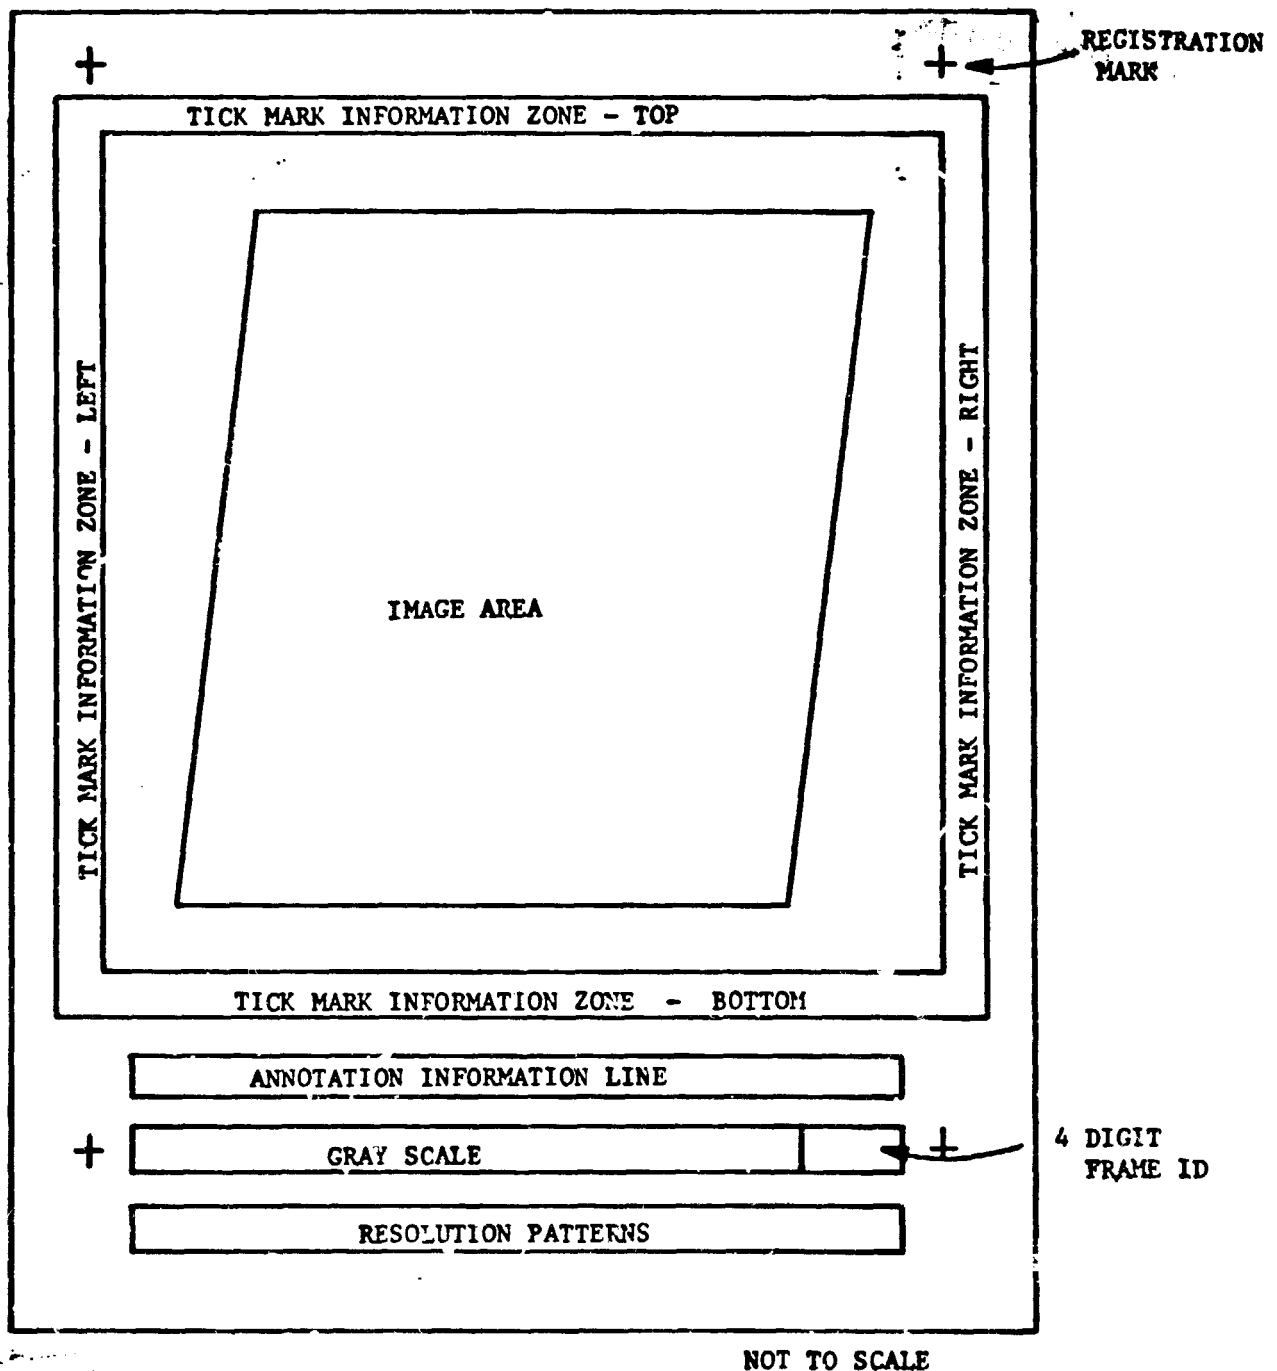 REGISTRATION
MARK
TICK MARK INFORMATION ZONE - TOP
TICK MARK INFORMATION ZONE - LEFT
TICK MARK INFORMATION ZONE - RIGHT
IMAGE AREA
TICK MARK INFORMATION ZONE - BOTTOM
ANNOTATION INFORMATION LINE
GRAY SCALE
4 DIGIT
FRAME ID
RESOLUTION PATTERNS
NOT TO SCALE